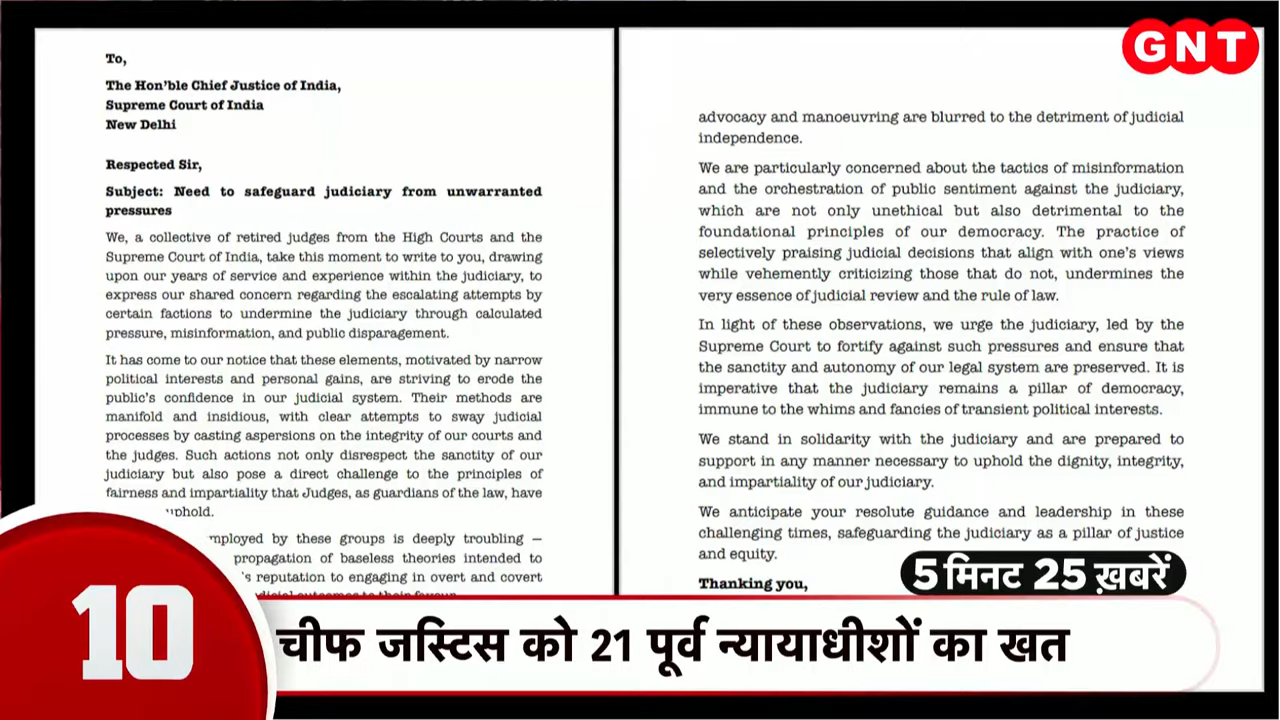 GNT
To,
The Hon'ble Chief Justice of India,
Supreme Court of India
New Delhi
Respected Sir,
Subject: Need to safeguard judiciary from unwarranted
pressures
We, a collective of retired judges from the High Courts and the
Supreme Court of India, take this moment to write to you, drawing
upon our years of service and experience within the judiciary, to
express our shared concern regarding the escalating attempts by
certain factions to undermine the judiciary through calculated
pressure, misinformation, and public disparagement.
It has come to our notice that these elements, motivated by narrow
political interests and personal gains, are striving to erode the
public's confidence in our judicial system. Their methods are
manifold and insidious, with clear attempts to sway judicial
processes by casting aspersions on the integrity of our courts and
the judges. Such actions not only disrespect the sanctity of our
judiciary but also pose a direct challenge to the principles of
fairness and impartiality that Judges, as guardians of the law, have
employed by these groups is deeply troubling –
propagation of baseless theories intended to
reputation to engaging in overt and covert
advocacy and manoeuvring are blurred to the detriment of judicial
independence.
We are particularly concerned about the tactics of misinformation
and the orchestration of public sentiment against the judiciary,
which are not only unethical but also detrimental to the
foundational principles of our democracy. The practice of
selectively praising judicial decisions that align with one's views
while vehemently criticizing those that do not, undermines the
very essence of judicial review and the rule of law.
In light of these observations, we urge the judiciary, led by the
Supreme Court to fortify against such pressures and ensure that
the sanctity and autonomy of our legal system are preserved. It is
imperative that the judiciary remains a pillar of democracy,
immune to the whims and fancies of transient political interests.
We stand in solidarity with the judiciary and are prepared to
support in any manner necessary to uphold the dignity, integrity,
and impartiality of our judiciary.
We anticipate your resolute guidance and leadership in these
challenging times, safeguarding the judiciary as a pillar of justice
and equity.
Thanking you,
5 मिनट 25 ख़बरें
10
चीफ जस्टिस को 21 पूर्व न्यायाधीशों का खत